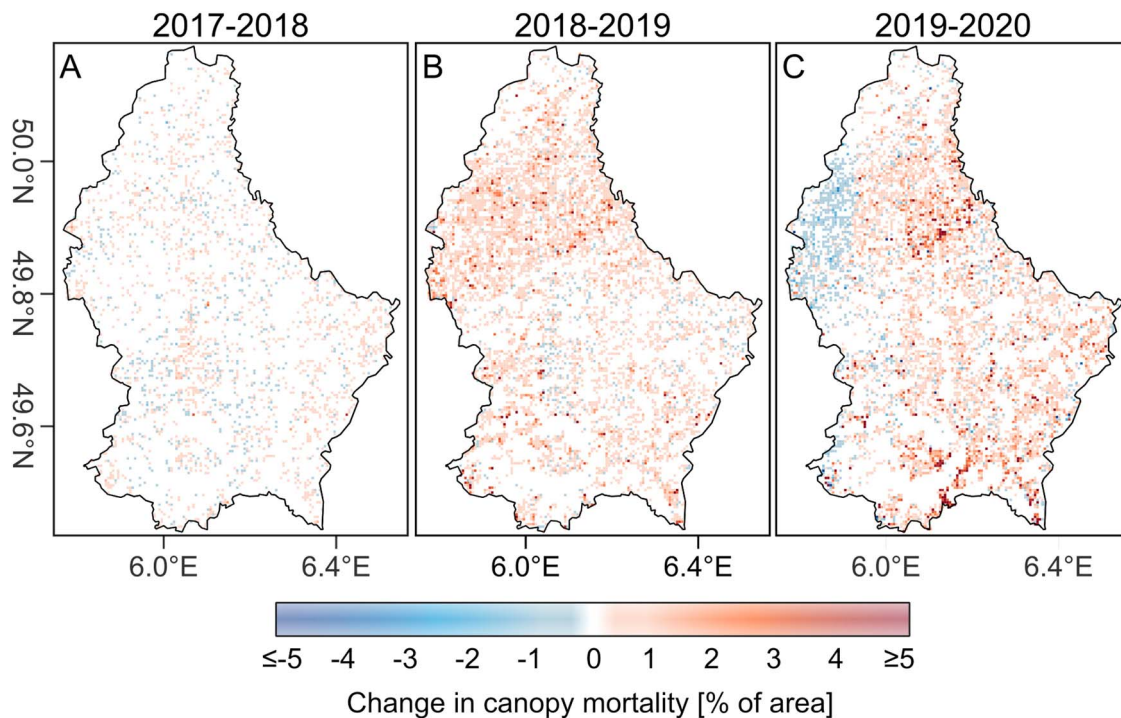 2017-2018 2018-2019 2019-2020
A B C
50.0°N
49.8°N
49.6°N
6.0°E 6.4°E 6.0°E 6.4°E 6.0°E 6.4°E
≤-5 -4 -3 -2 -1 0 1 2 3 4 ≥5
Change in canopy mortality [% of area]